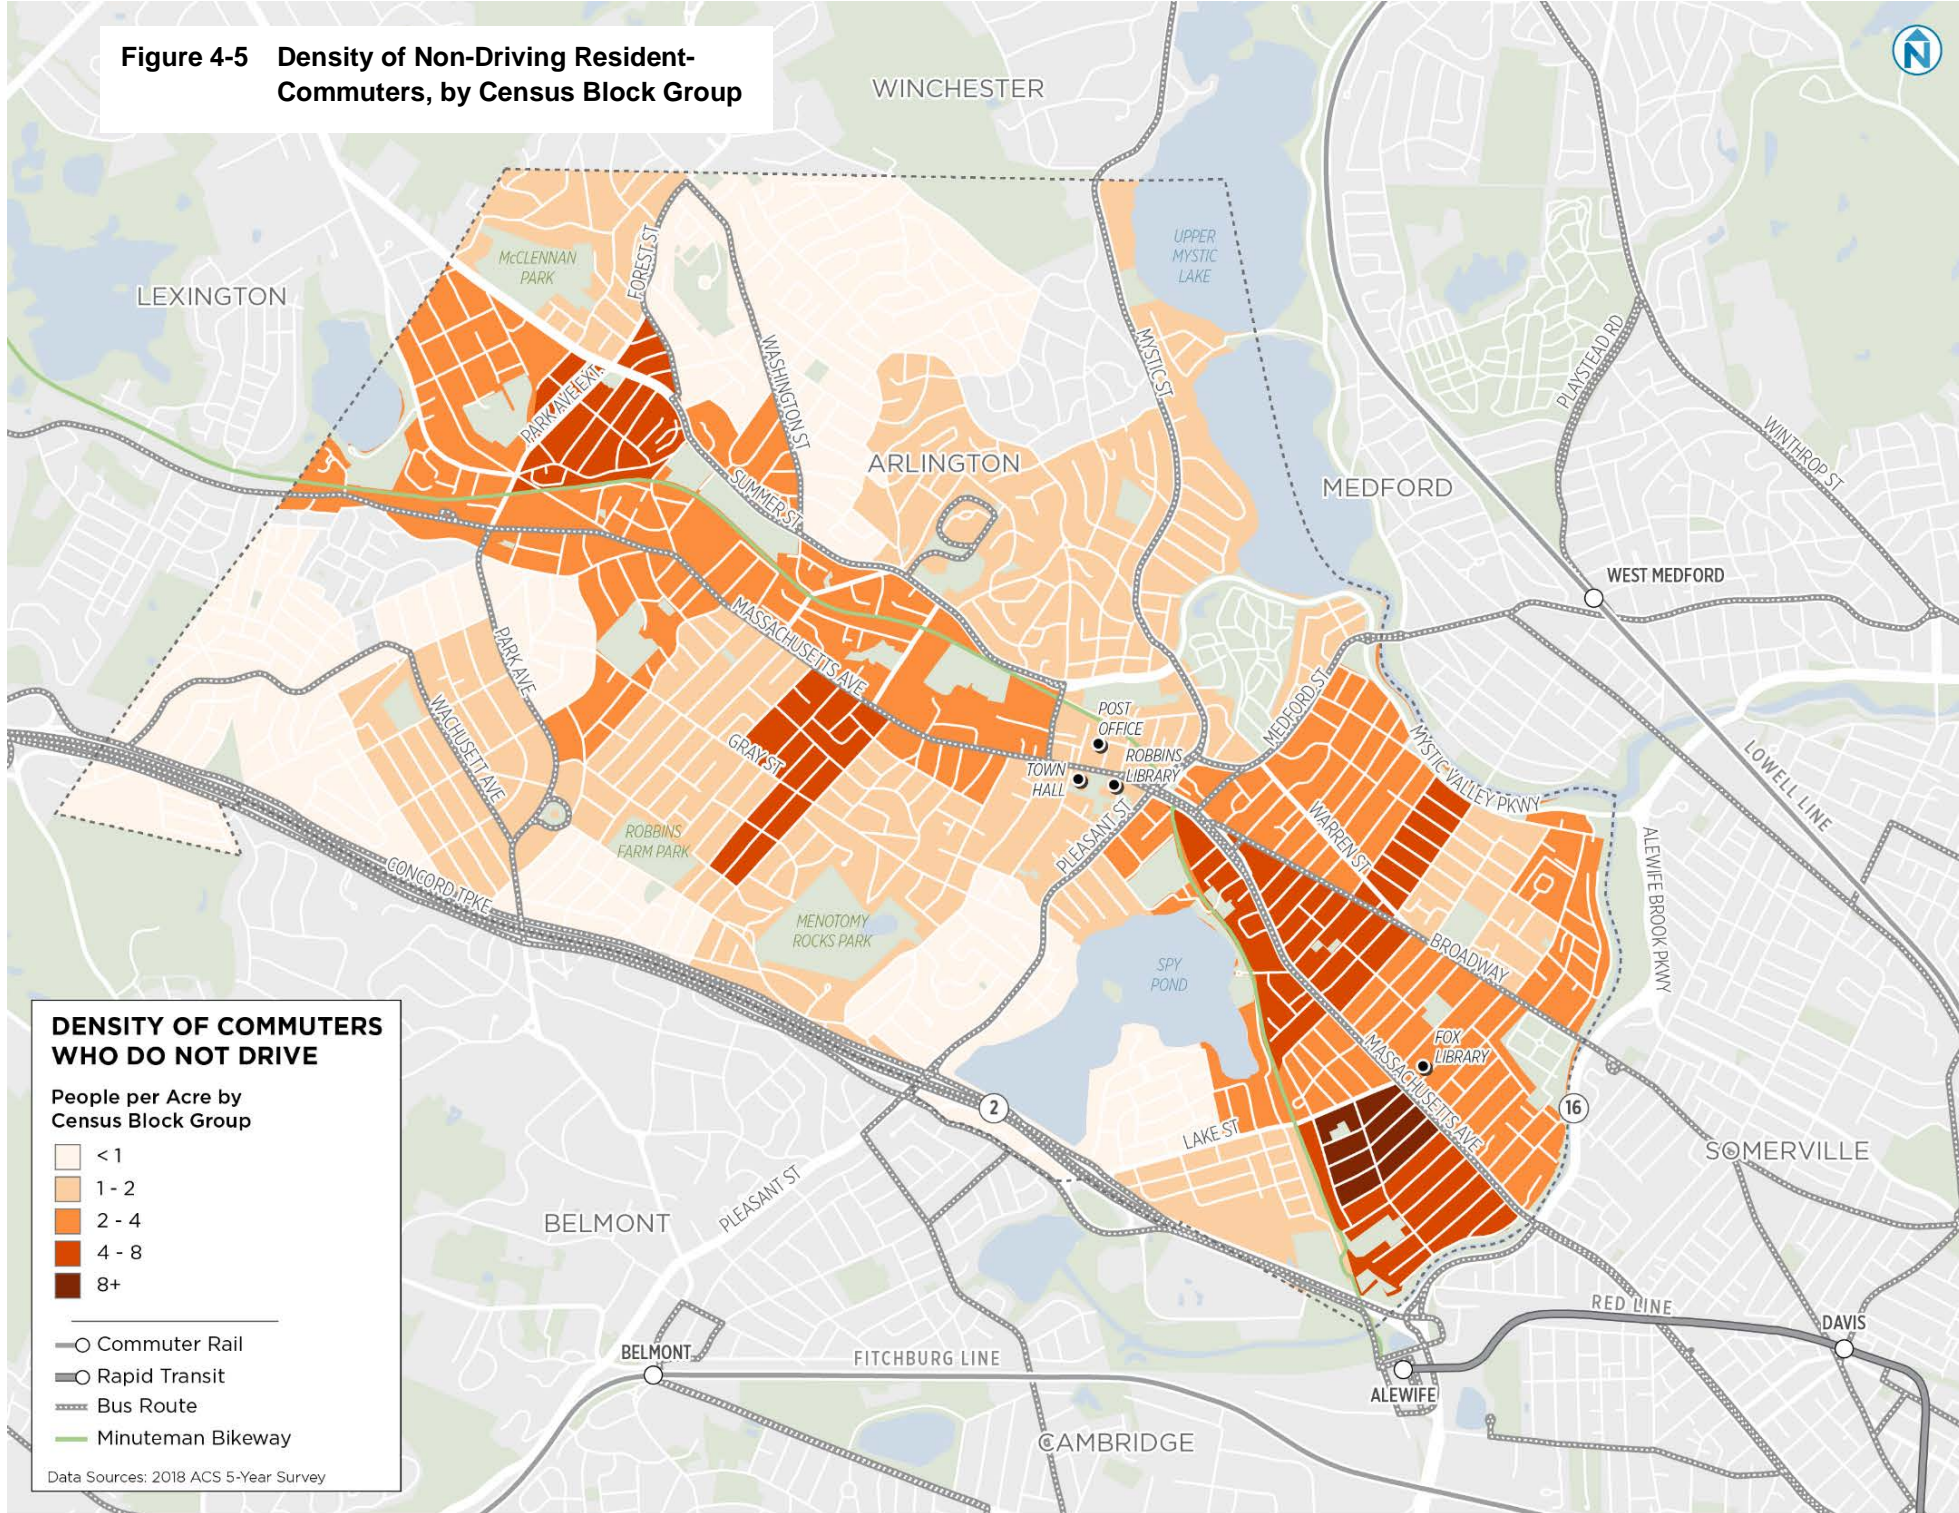 Figure 4-5 Density of Non-Driving Resident-
Commuters, by Census Block Group
N
WINCHESTER
McCLENNAN
PARK
FOREST ST
UPPER
MYSTIC
LAKE
LEXINGTON
WASHINGTON ST
MYSTIC ST
PLAYSTEAD RD
PARK AVE EXT.
WINTHROP ST
ARLINGTON
MEDFORD
SUMMER ST
WEST MEDFORD
MASSACHUSETTS AVE
PARK AVE
WACHUSETT AVE
GRAY ST
POST
OFFICE
MEDFORD ST
TOWN
HALL
ROBBINS
LIBRARY
MYSTIC VALLEY PKWY
LOWELL LINE
PLEASANT ST
WARREN ST
ROBBINS
FARM PARK
CONCORD TPKE
ALEWIFE BROOK PKWY
MENOTOMY
ROCKS PARK
BROADWAY
SPY
POND
FOX
LIBRARY
MASSACHUSETTS AVE
2
16
LAKE ST
SOMERVILLE
BELMONT
PLEASANT ST
RED LINE
DAVIS
BELMONT
FITCHBURG LINE
ALEWIFE
CAMBRIDGE
DENSITY OF COMMUTERS
WHO DO NOT DRIVE
People per Acre by
Census Block Group
< 1
1 - 2
2 - 4
4 - 8
8+
Commuter Rail
Rapid Transit
Bus Route
Minuteman Bikeway
Data Sources: 2018 ACS 5-Year Survey